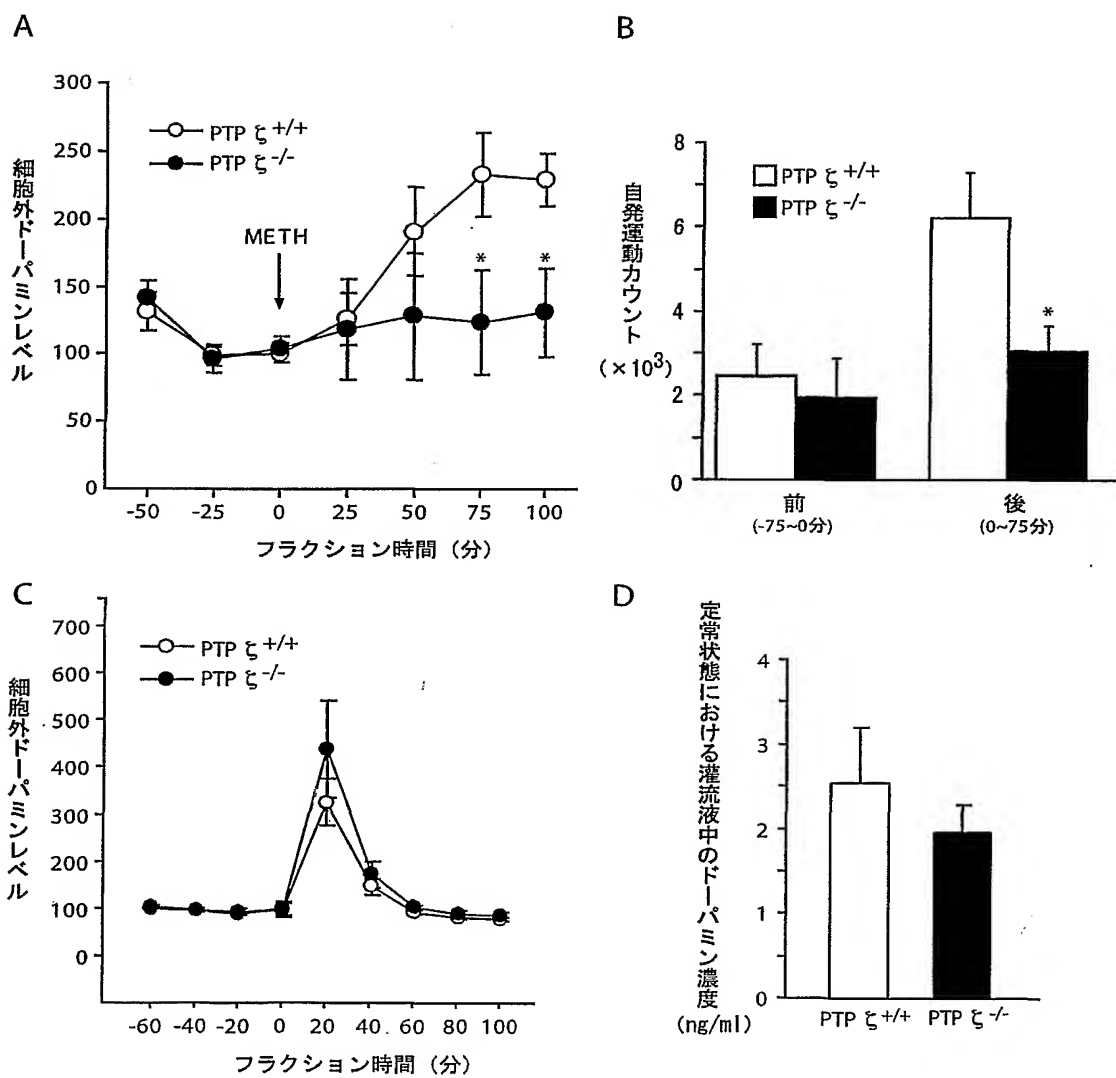 A
300
250
200
150
100
50
0
細胞外ドーパミンレベル
PTP ζ+/+
PTP ζ-/-
METH
*
*
-50 -25 0 25 50 75 100
フラクション時間（分）
B
8
6
4
2
0
自発運動カウント
（×10³）
PTP ζ+/+
PTP ζ-/-
*
前 後
(-75~0分) (0~75分)
C
700
600
500
400
300
200
100
0
細胞外ドーパミンレベル
PTP ζ+/+
PTP ζ-/-
-60 -40 -20 0 20 40 60 80 100
フラクション時間（分）
D
4
3
2
1
0
定常状態における灌流液中のドーパミン濃度
(ng/ml)
PTP ζ+/+ PTP ζ-/-